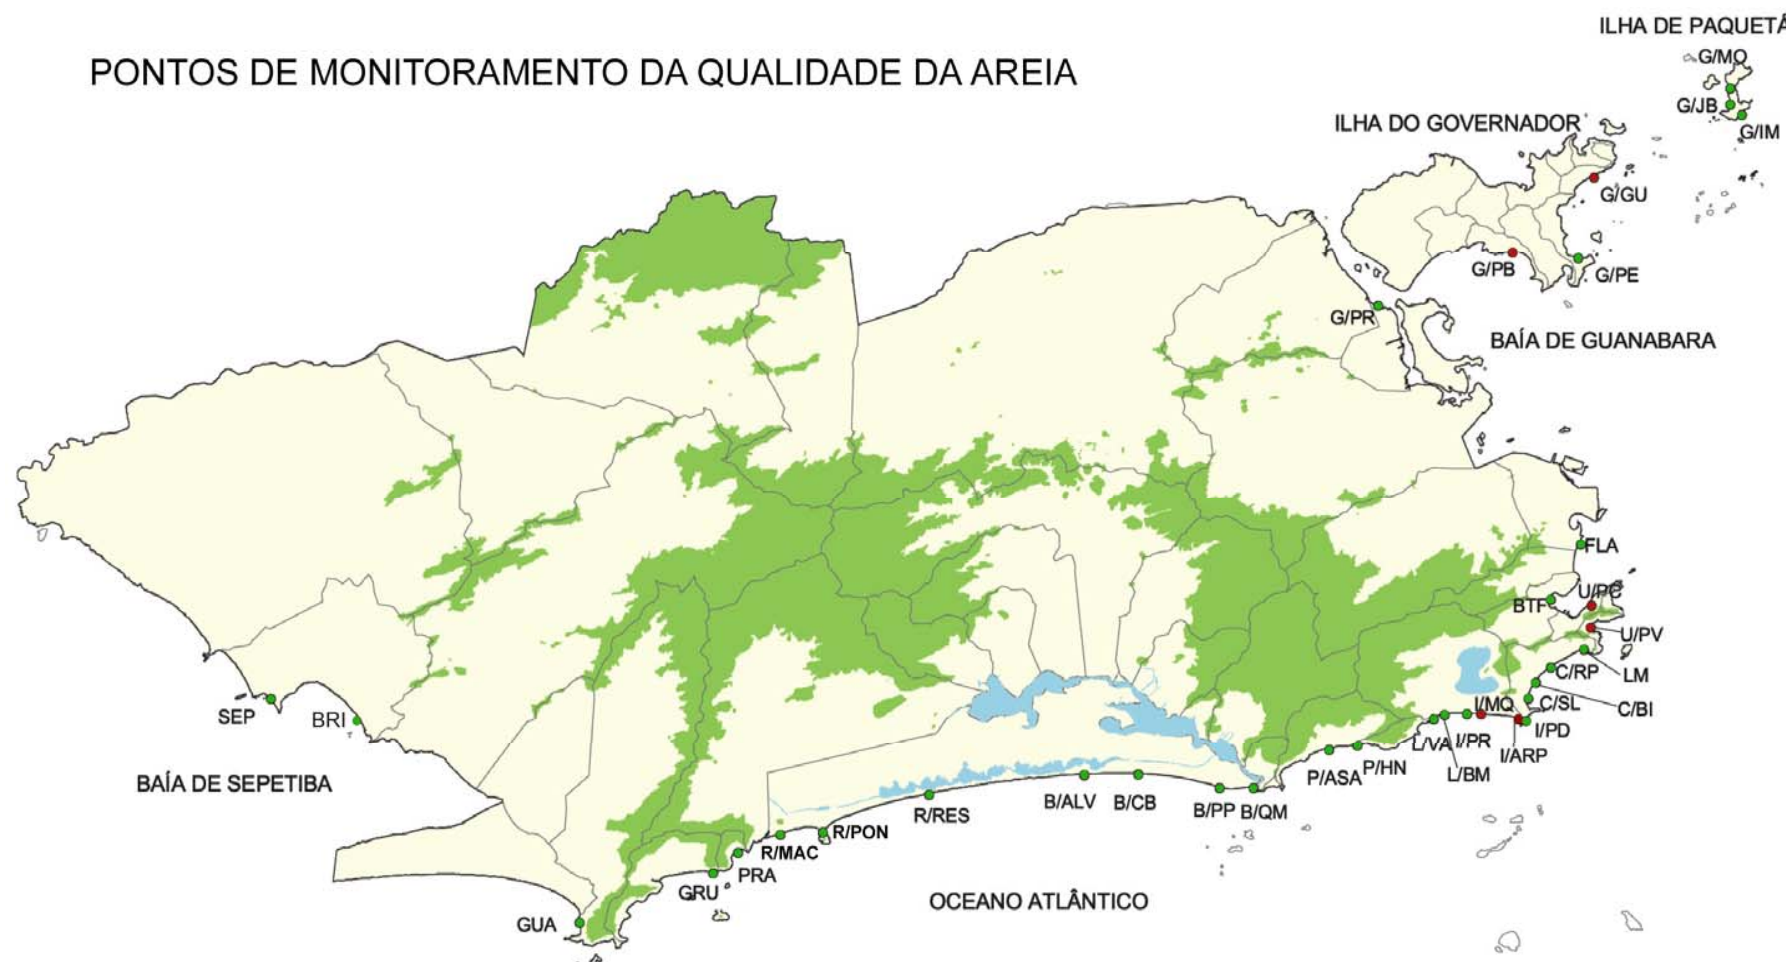 ILHA DE PAQUETÁ
G/MO
PONTOS DE MONITORAMENTO DA QUALIDADE DA AREIA
G/JB
G/IM
ILHA DO GOVERNADOR
G/GU
G/PB
G/PE
G/PR
BAÍA DE GUANABARA
FLA
U/PC
BTF
U/PV
LM
C/RP
C/BI
C/SL
I/MQ
I/PD
I/PR
L/VA
I/ARP
L/BM
P/HN
P/ASA
SEP
BRI
BAÍA DE SEPETIBA
B/ALV
B/CB
B/PP
B/QM
R/RES
R/PON
R/MAC
PRA
GRU
GUA
OCEANO ATLÂNTICO